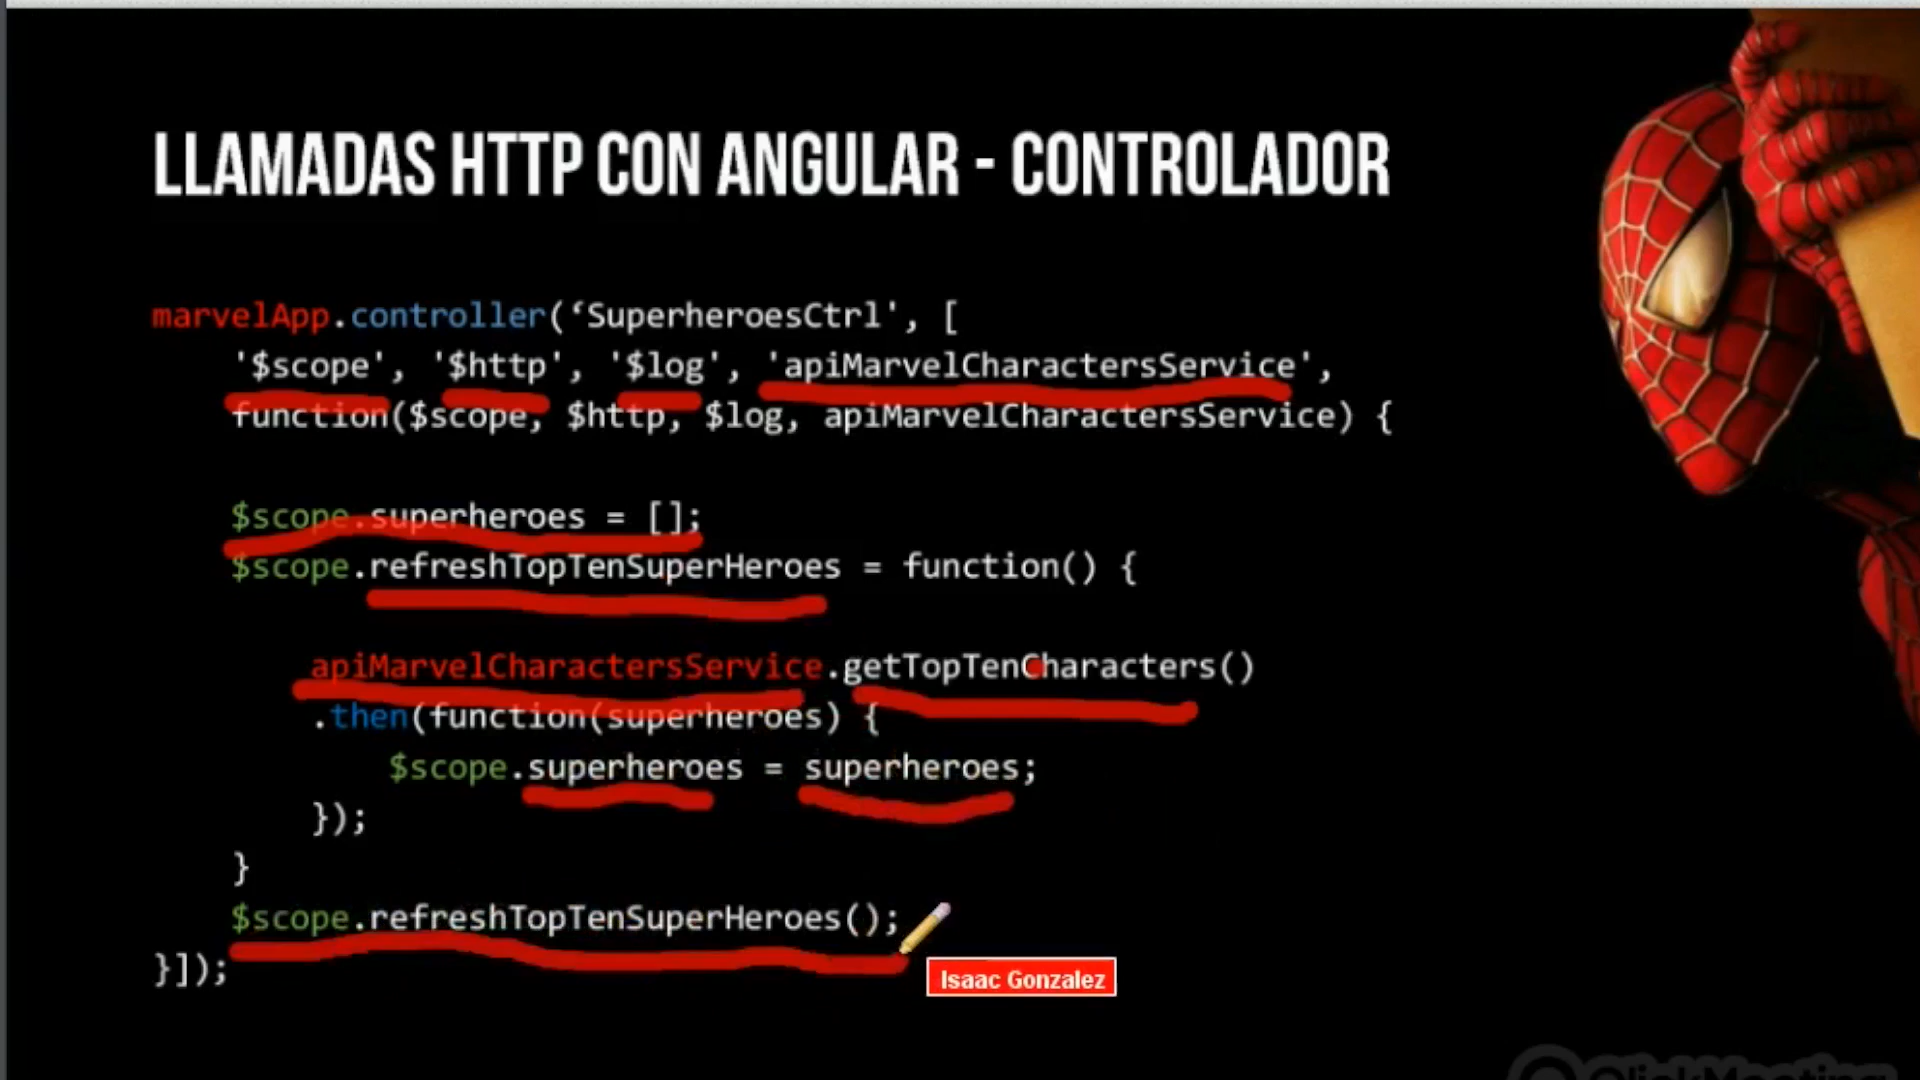 LLAMADAS HTTP CON ANGULAR - CONTROLADOR
marvelApp.controller(‘SuperheroesCtrl', [
'$scope', '$http', '$log', 'apiMarvelCharactersService',
function($scope, $http, $log, apiMarvelCharactersService) {
$scope.superheroes = [];
$scope.refreshTopTenSuperHeroes = function() {
apiMarvelCharactersService.getTopTenCharacters()
.then(function(superheroes) {
$scope.superheroes = superheroes;
});
}
$scope.refreshTopTenSuperHeroes();
}]);
Isaac Gonzalez